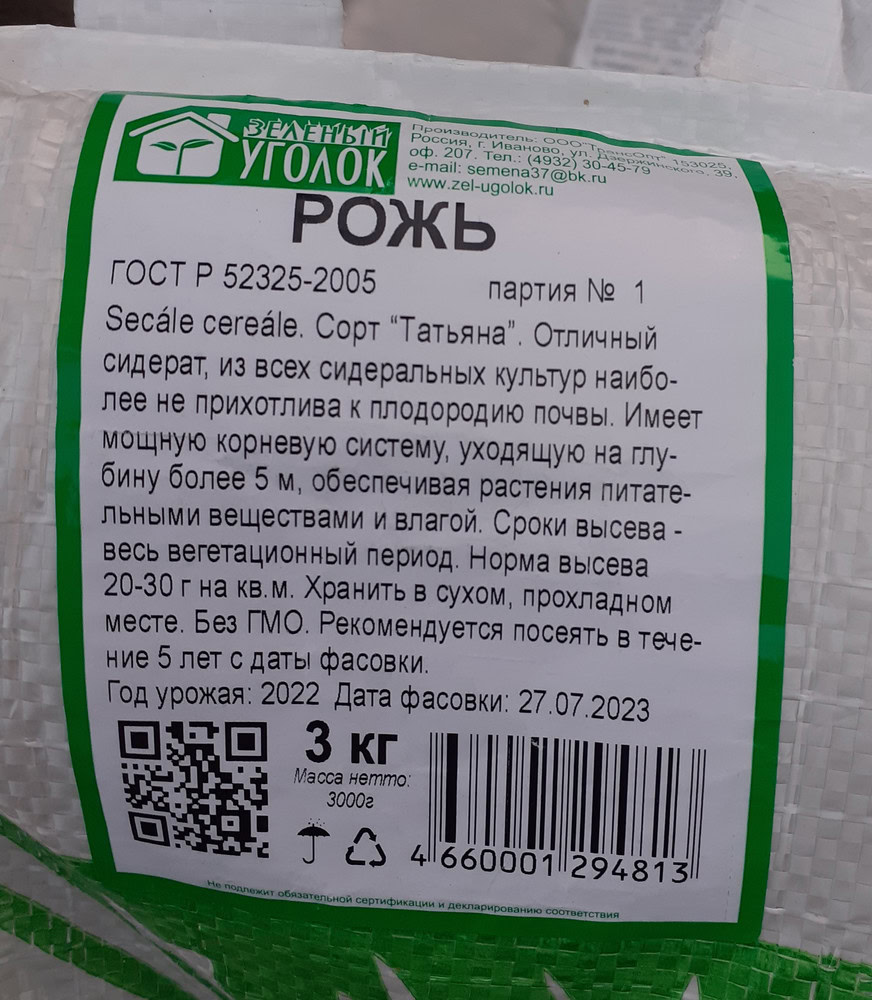 ЗЕЛЕНЫЙ
УГОЛОК
Производитель: ООО"ТрансОпт" 153025,
Россия, г. Иваново, ул. Дзержинского, 39,
оф. 207. Тел.: (4932) 30-45-79
e-mail: semena37@bk.ru
www.zel-ugolok.ru
РОЖЬ
ГОСТ Р 52325-2005 партия № 1
Secále cereále. Сорт “Татьяна”. Отличный
сидерат, из всех сидеральных культур наибо-
лее не прихотлива к плодородию почвы. Имеет
мощную корневую систему, уходящую на глу-
бину более 5 м, обеспечивая растения питате-
льными веществами и влагой. Сроки высева -
весь вегетационный период. Норма высева
20-30 г на кв.м. Хранить в сухом, прохладном
месте. Без ГМО. Рекомендуется посеять в тече-
ние 5 лет с даты фасовки.
Год урожая: 2022 Дата фасовки: 27.07.2023
3 кг
Масса нетто:
3000г
4 660001 294813
Не подлежит обязательной сертификации и декларированию соответствия